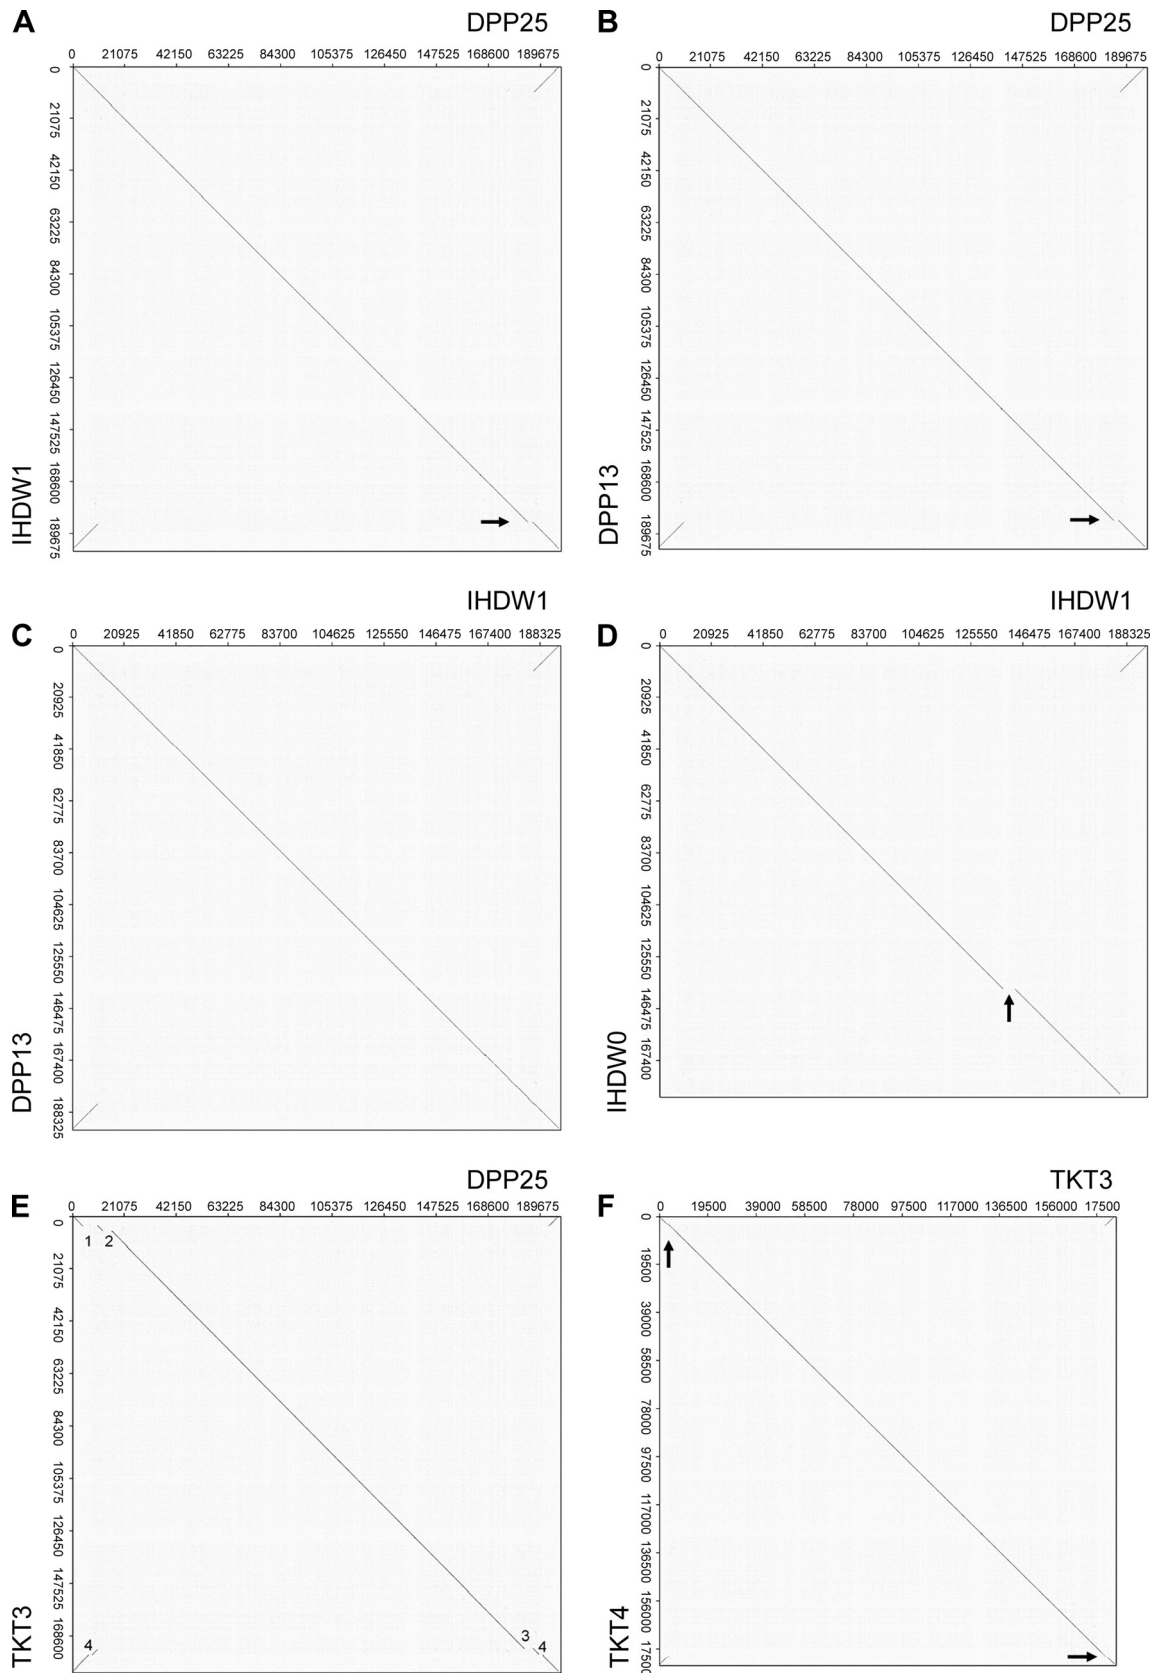 A
DPP25
0 21075 42150 63225 84300 105375 126450 147525 168600 189675
0 21075 42150 63225 84300 105375 126450 147525 168600 189675
IHDW1
B
DPP25
0 21075 42150 63225 84300 105375 126450 147525 168600 189675
0 21075 42150 63225 84300 105375 126450 147525 168600 189675
DPP13
C
IHDW1
0 20925 41850 62775 83700 104625 125550 146475 167400 188325
0 20925 41850 62775 83700 104625 125550 146475 167400 188325
DPP13
D
IHDW1
0 20925 41850 62775 83700 104625 125550 146475 167400 188325
0 20925 41850 62775 83700 104625 125550 146475 167400
IHDW0
E
DPP25
0 21075 42150 63225 84300 105375 126450 147525 168600 189675
0 21075 42150 63225 84300 105375 126450 147525 168600
TKT3
1 2
3
4 4
F
TKT3
0 19500 39000 58500 78000 97500 117000 136500 156000 17500
0 19500 39000 58500 78000 97500 117000 136500 156000 17500
TKT4